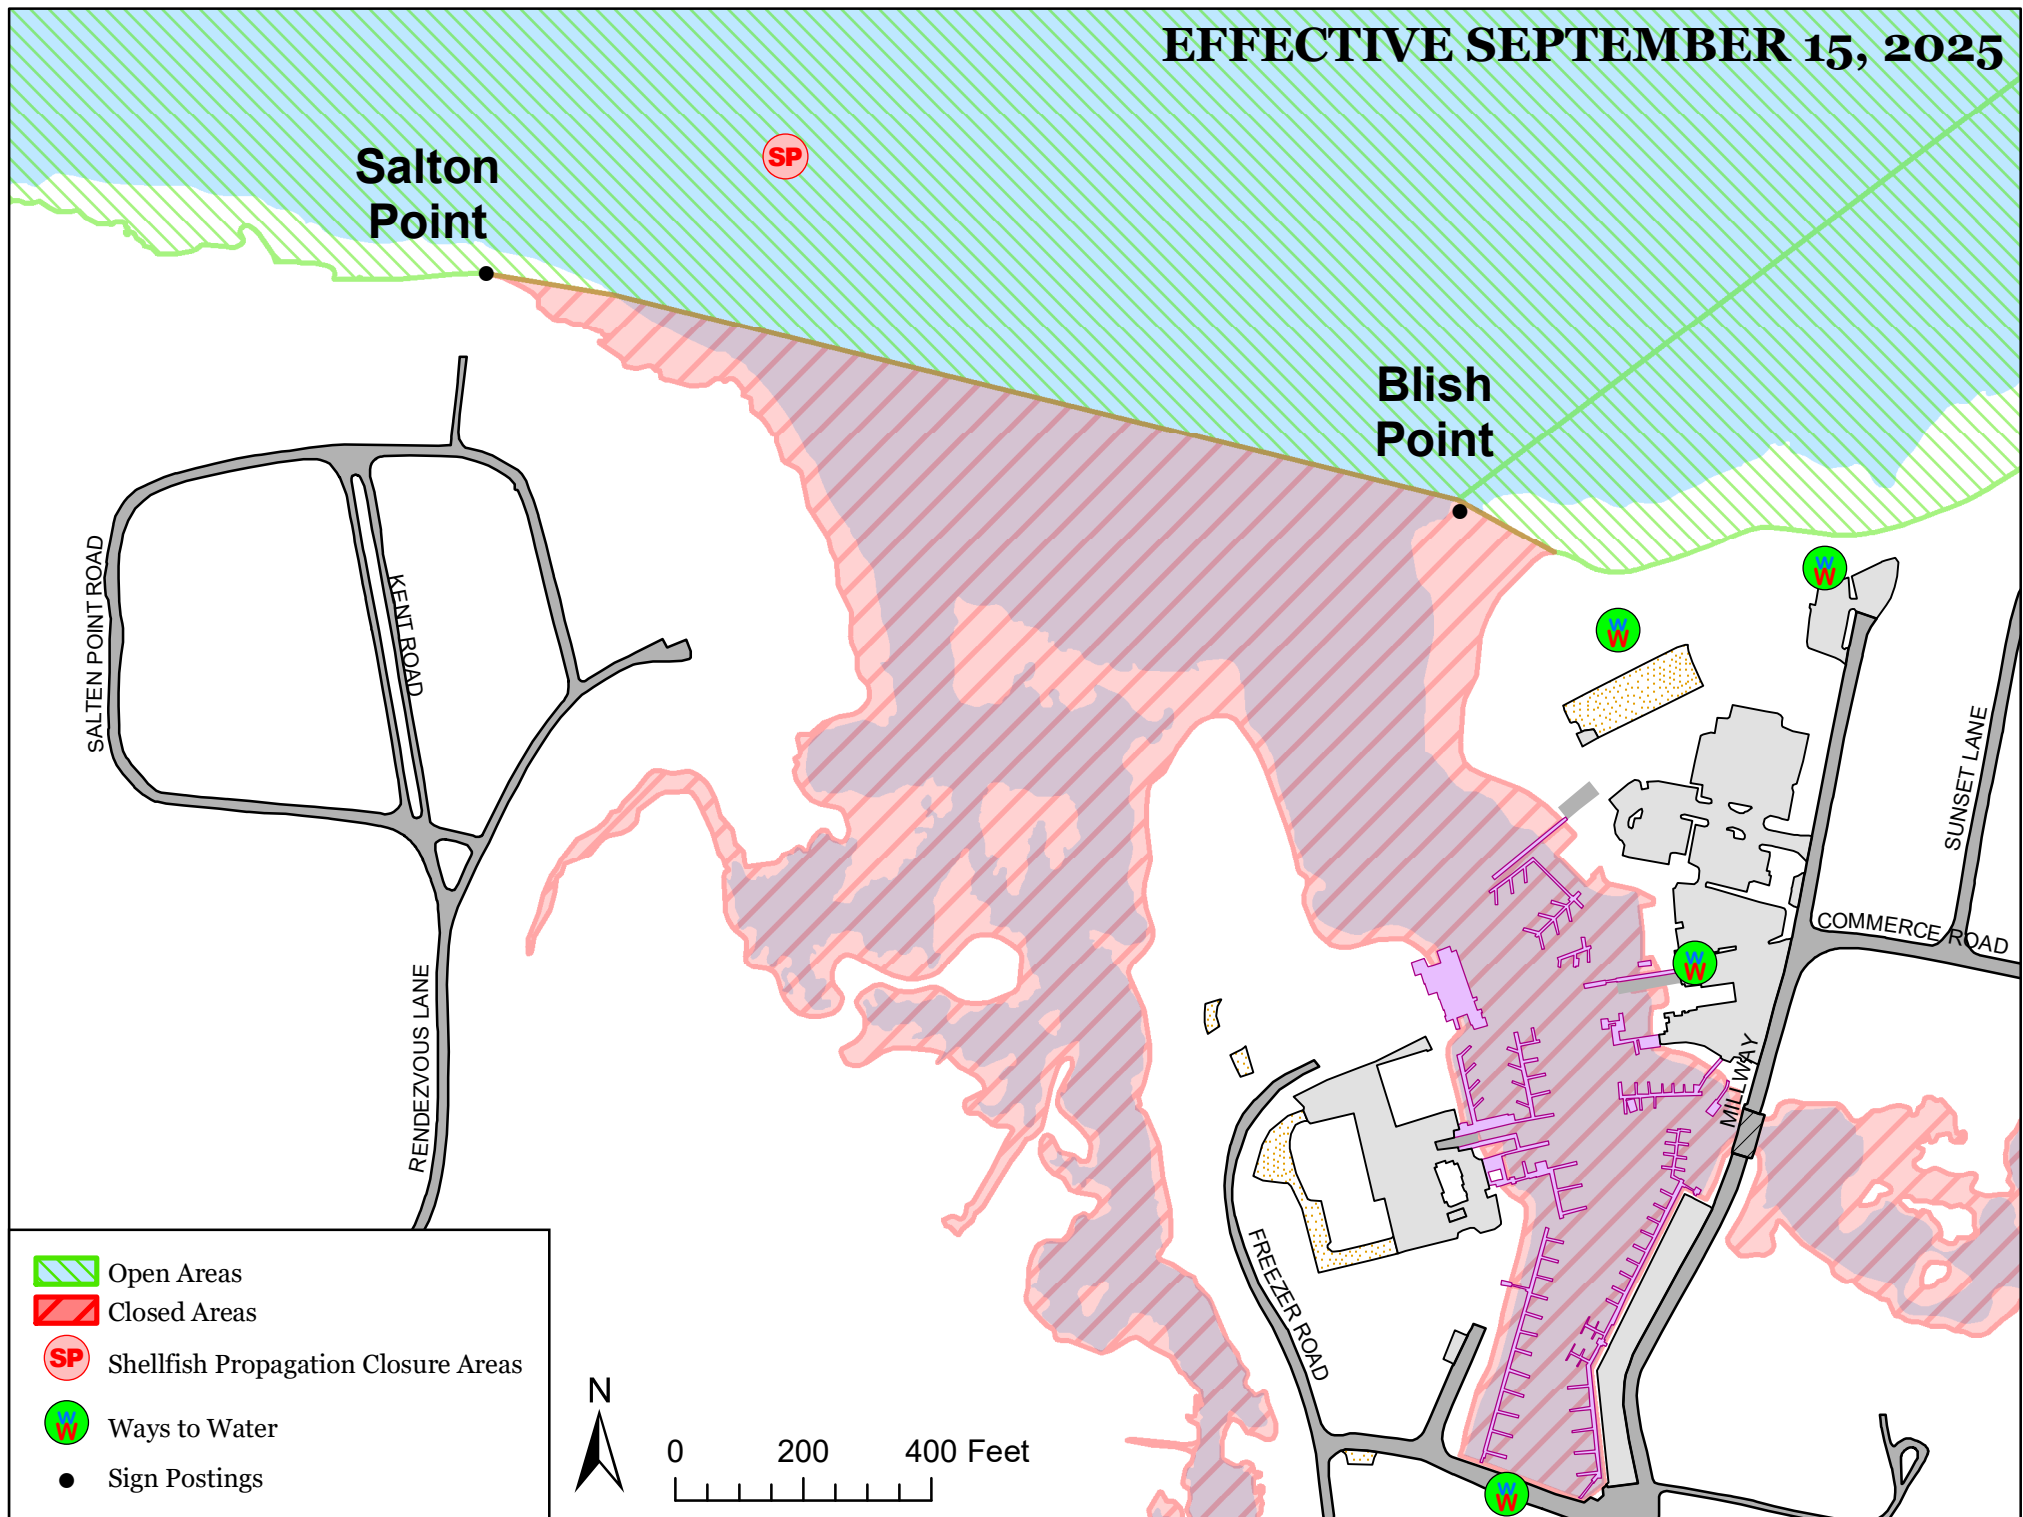 EFFECTIVE SEPTEMBER 15, 2025
SP
Salton
Point
Blish
Point
W
W
W
W
SALTEN POINT ROAD
KENT ROAD
SUNSET LANE
COMMERCE ROAD
W
W
RENDEZVOUS LANE
MILLWAY
FREEZER ROAD
Open Areas
Closed Areas
SP Shellfish Propagation Closure Areas
W
W
Ways to Water
Sign Postings
N
0 200 400 Feet
W
W